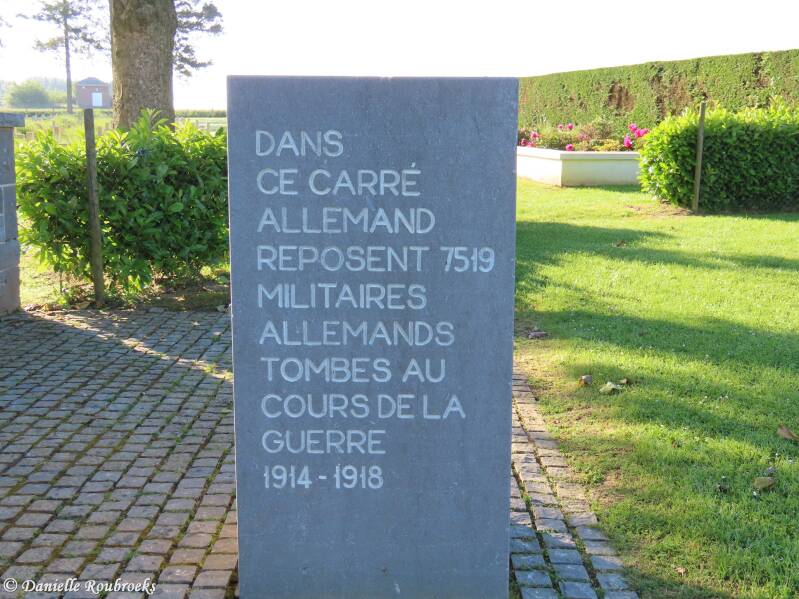 DANS
CE CARRÉ
ALLEMAND
REPOSENT 7519
MILITAIRES
ALLEMANDS
TOMBES AU
COURS DE LA
GUERRE
1914 - 1918
© Danielle Roubroeks